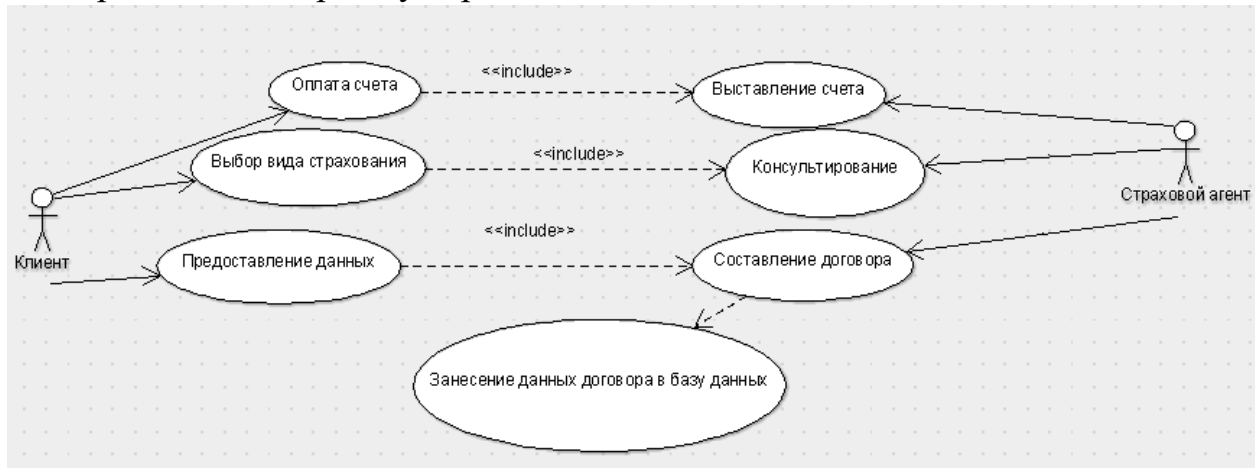 Оплата счета
<<include>>
Выставление счета
Выбор вида страхования
<<include>>
Консультирование
Страховой агент
Клиент
<<include>>
Предоставление данных
Составление договора
Занесение данных договора в базу данных